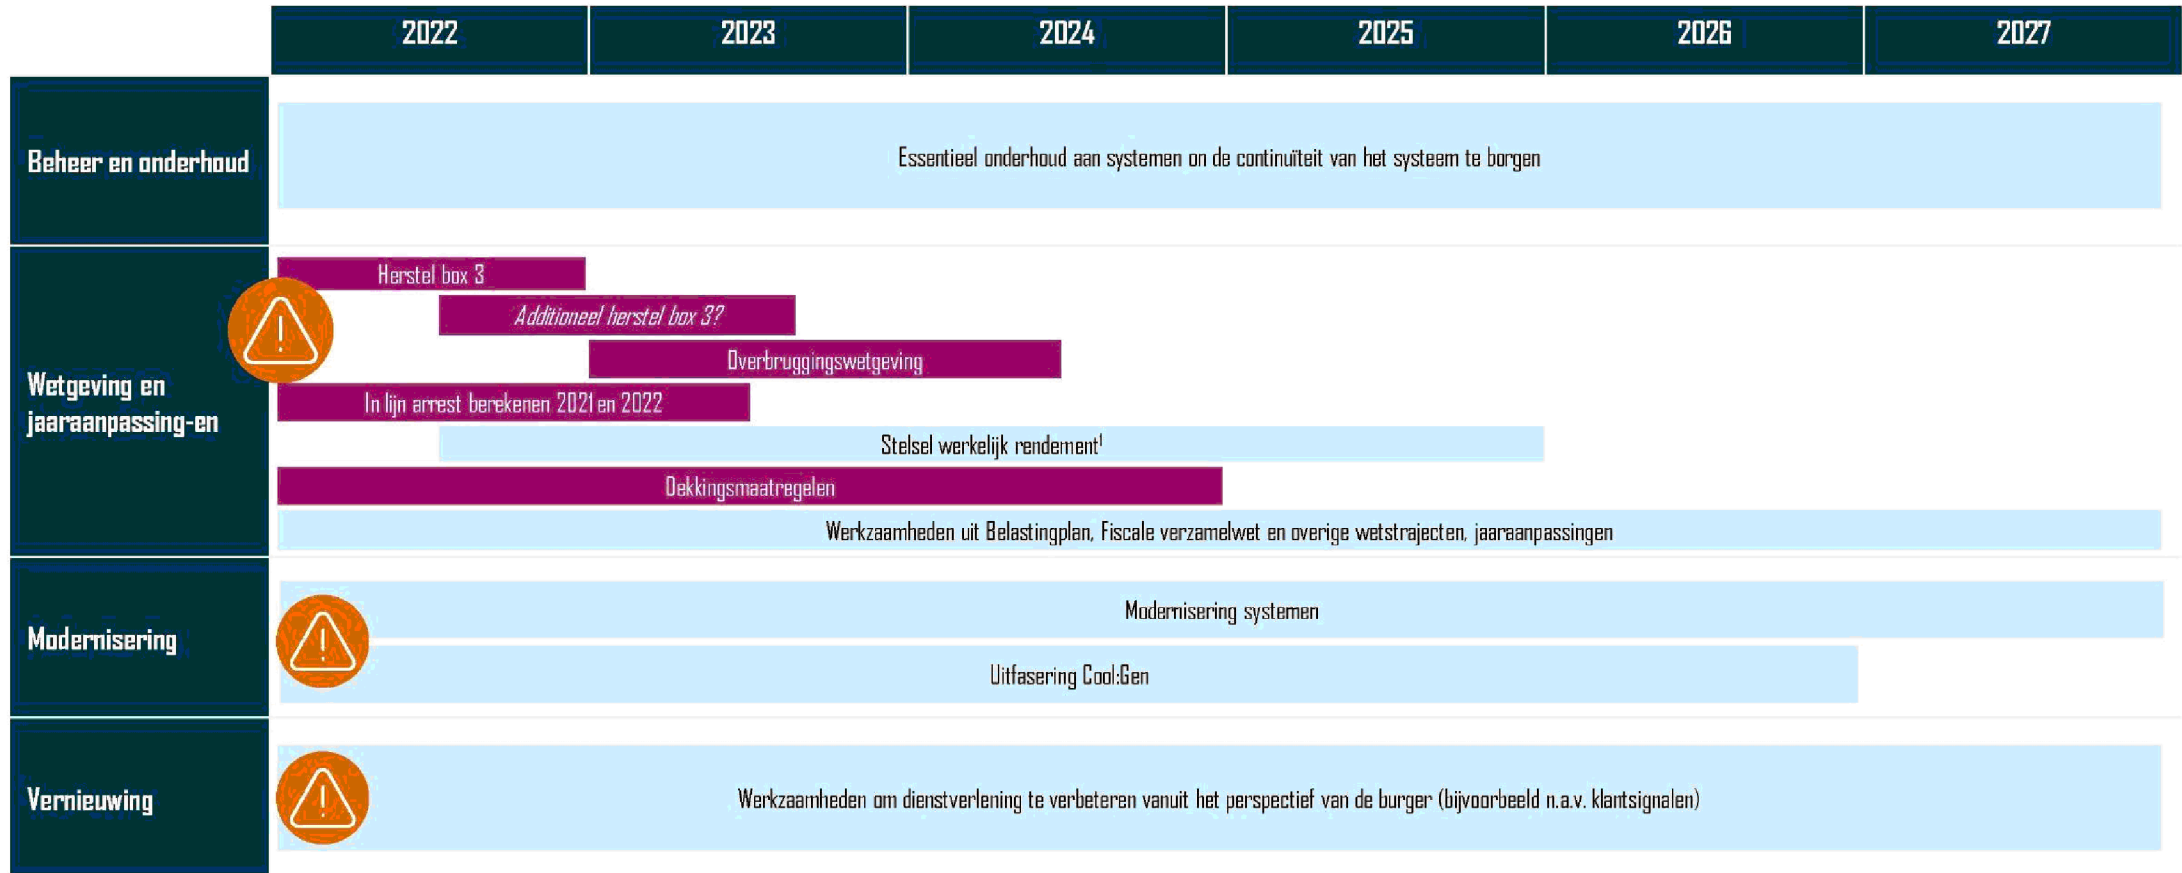 2022 2023 2024 2025 2026 2027
Beheer en onderhoud
Essentieel onderhoud aan systemen on de continuïteit van het systeem te borgen
Wetgeving en
jaaraanpassing-en
Herstel box 3
Additioneel herstel box 3?
Overbruggingswetgeving
In lijn arrest berekenen 2021 en 2022
Stelsel werkelijk rendement¹
Dekkingsmaatregelen
Werkzaamheden uit Belastingplan, Fiscale verzamelwet en overige wetstrajecten, jaaraanpassingen
Modernisering
Modernisering systemen
Uitfasering Cool:Gen
Vernieuwing
Werkzaamheden om dienstverlening te verbeteren vanuit het perspectief van de burger (bijvoorbeeld n.a.v. klantsignalen)